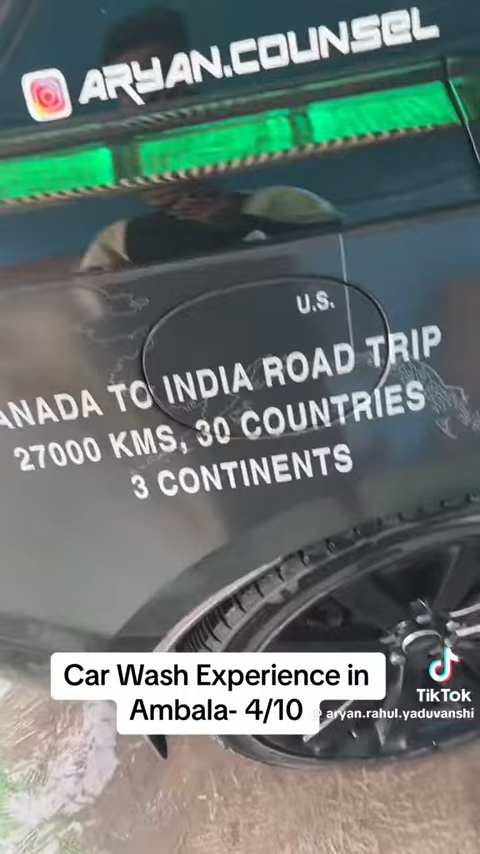 ARYAN.COUNSEL
U.S.
ANADA TO INDIA ROAD TRIP
27000 KMS, 30 COUNTRIES
3 CONTINENTS
Car Wash Experience in
Ambala- 4/10
TikTok
@ aryan.rahul.yaduvanshi